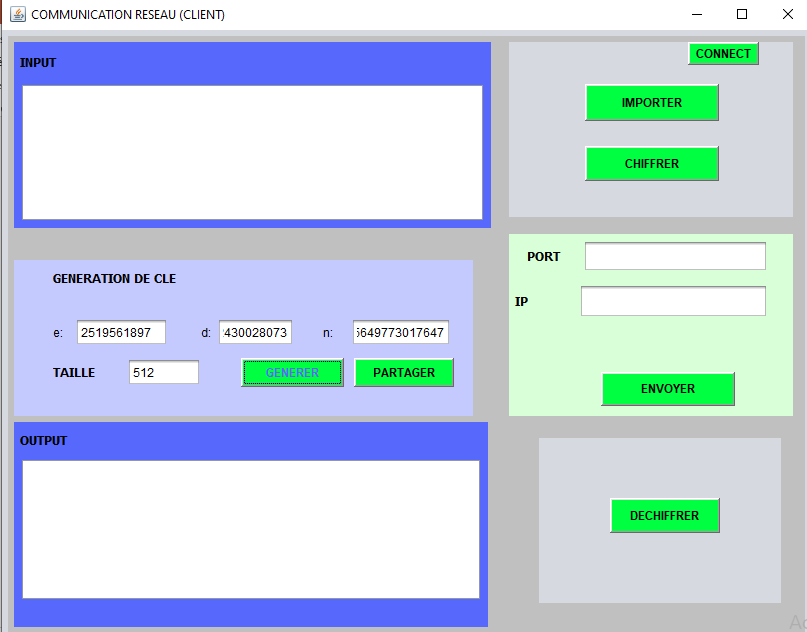 COMMUNICATION RESEAU (CLIENT)
INPUT
CONNECT
IMPORTER
CHIFFRER
GENERATION DE CLE
e: 2519561897 d: 430028073 n: 6649773017647
TAILLE 512 GENERER PARTAGER
PORT
IP
ENVOYER
OUTPUT
DECHIFFRER